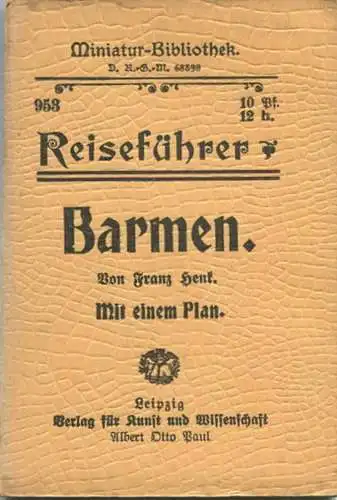 Miniatur-Bibliothek.
D. R.-G.-M. 68398
953 10 Pf.
12 h.
Reiseführer
Barmen.
Von Franz Henk.
Mit einem Plan.
Leipzig
Verlag für Kunst und Wissenschaft
Albert Otto Paul